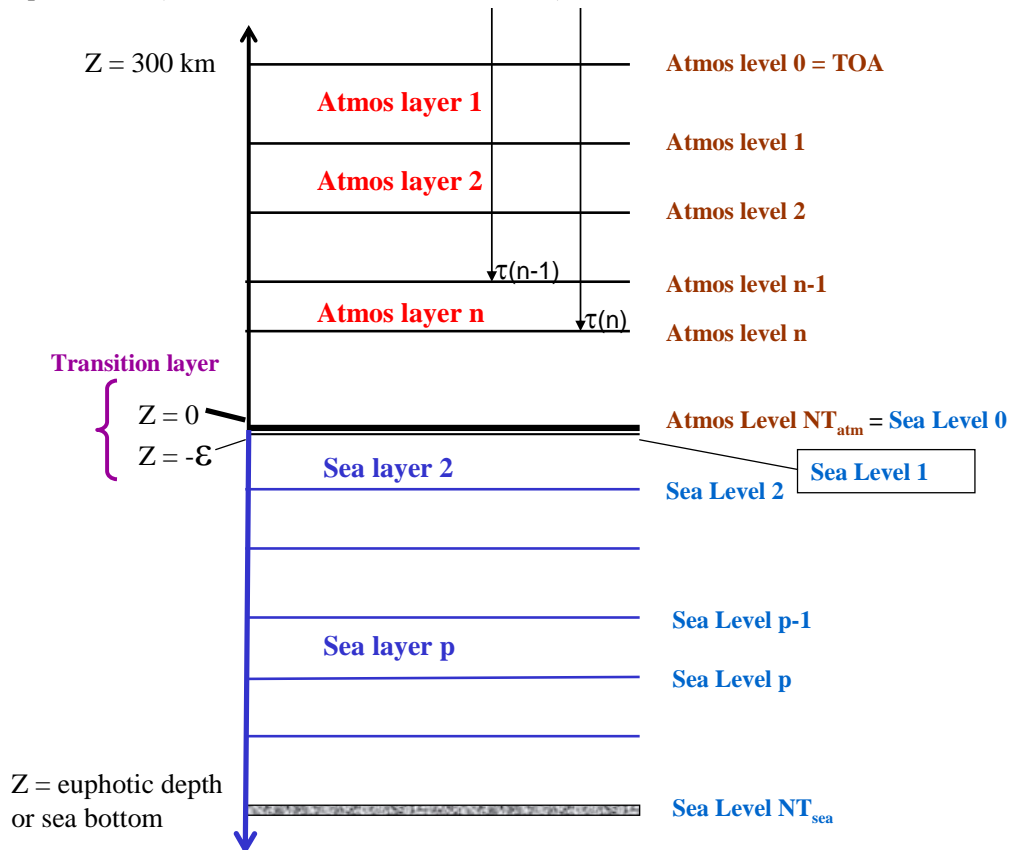 Z = 300 km
Atmos level 0 = TOA
Atmos layer 1
Atmos level 1
Atmos layer 2
Atmos level 2
τ(n-1)
Atmos level n-1
Atmos layer n
τ(n)
Atmos level n
Transition layer
Z = 0
Atmos Level NTatm = Sea Level 0
Z = -ε
Sea layer 2
Sea Level 1
Sea Level 2
Sea Level p-1
Sea layer p
Sea Level p
Z = euphotic depth
or sea bottom
Sea Level NTsea